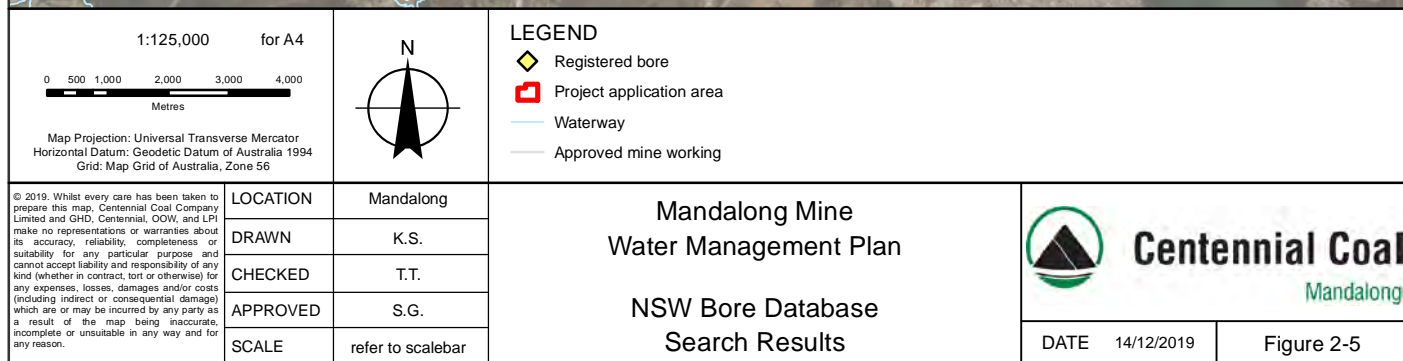 1:125,000 for A4
0 500 1,000 2,000 3,000 4,000
Metres
Map Projection: Universal Transverse Mercator
Horizontal Datum: Geodetic Datum of Australia 1994
Grid: Map Grid of Australia, Zone 56
N
LEGEND
Registered bore
Project application area
Waterway
Approved mine working
© 2019. Whilst every care has been taken to
prepare this map, Centennial Coal Company
Limited and GHD, Centennial, OOW, and LPI
make no representations or warranties about
its accuracy, reliability, completeness or
suitability for any particular purpose and
cannot accept liability and responsibility of any
kind (whether in contract, tort or otherwise) for
any expenses, losses, damages and/or costs
(including indirect or consequential damage)
which are or may be incurred by any party as
a result of the map being inaccurate,
incomplete or unsuitable in any way and for
any reason.
LOCATION Mandalong
DRAWN K.S.
CHECKED T.T.
APPROVED S.G.
SCALE refer to scalebar
Mandalong Mine
Water Management Plan
NSW Bore Database
Search Results
Centennial Coal
Mandalong
DATE 14/12/2019
Figure 2-5